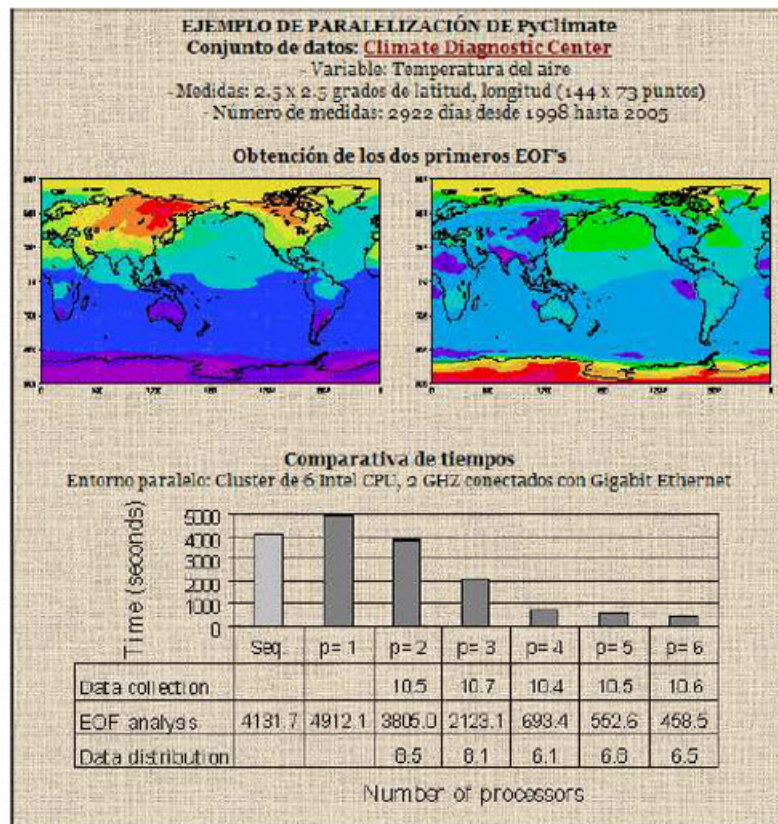 EJEMPLO DE PARALELIZACIÓN DE PyClimate
Conjunto de datos: Climate Diagnostic Center
- Variable: Temperatura del aire
- Medidas: 2.5 x 2.5 grados de latitud, longitud (144 x 73 puntos)
- Número de medidas: 2922 días desde 1998 hasta 2005
Obtención de los dos primeros EOF's
Comparativa de tiempos
Entorno paralelo: Cluster de 6 Intel CPU, 2 GHZ conectados con Gigabit Ethernet
Time (seconds)
5000
4000
3000
2000
1000
0
Seq. p= 1 p= 2 p= 3 p= 4 p= 5 p= 6
Data collection 10.5 10.7 10.4 10.5 10.6
EOF analysis 4131.7 4912.1 3805.0 2123.1 693.4 552.6 458.5
Data distribution 8.5 8.1 6.1 6.8 6.5
Number of processors